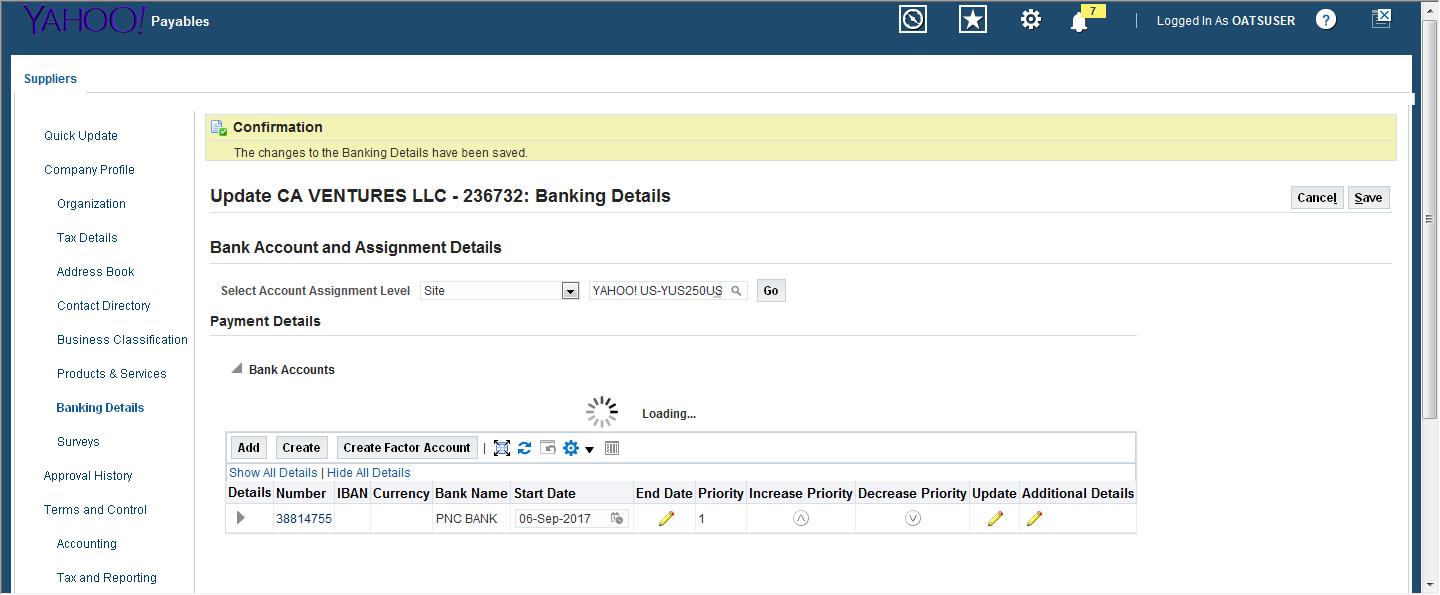 YAHOO! Payables
7
Logged In As OATSUSER
?
Suppliers
Quick Update
Company Profile
Organization
Tax Details
Address Book
Contact Directory
Business Classification
Products & Services
Banking Details
Surveys
Approval History
Terms and Control
Accounting
Tax and Reporting
Confirmation
The changes to the Banking Details have been saved.
Update CA VENTURES LLC - 236732: Banking Details
Cancel Save
Bank Account and Assignment Details
Select Account Assignment Level Site YAHOO! US-YUS250US Go
Payment Details
Bank Accounts
Loading...
Add Create Create Factor Account |
Show All Details | Hide All Details
Details Number IBAN Currency Bank Name Start Date End Date Priority Increase Priority Decrease Priority Update Additional Details
38814755 PNC BANK 06-Sep-2017 1